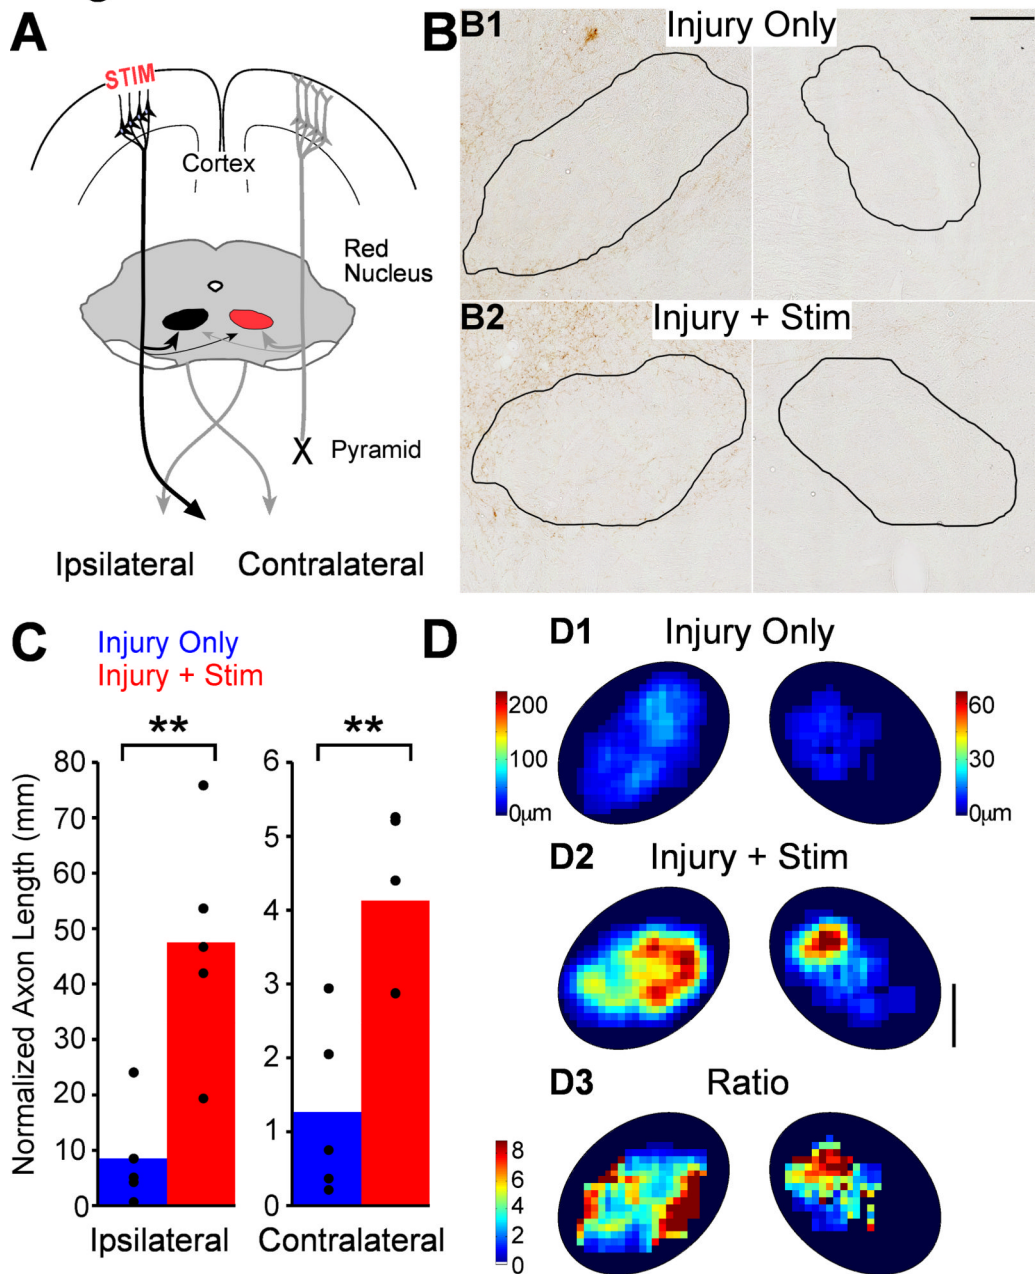 A
STIM
Cortex
Red
Nucleus
X Pyramid
Ipsilateral Contralateral
B B1 Injury Only
B2 Injury + Stim
C
Injury Only
Injury + Stim
** **
Normalized Axon Length (mm)
80
70
60
50
40
30
20
10
0
Ipsilateral
6
5
4
3
2
1
0
Contralateral
D D1 Injury Only
200
100
0µm
60
30
0µm
D2 Injury + Stim
D3 Ratio
8
6
4
2
0